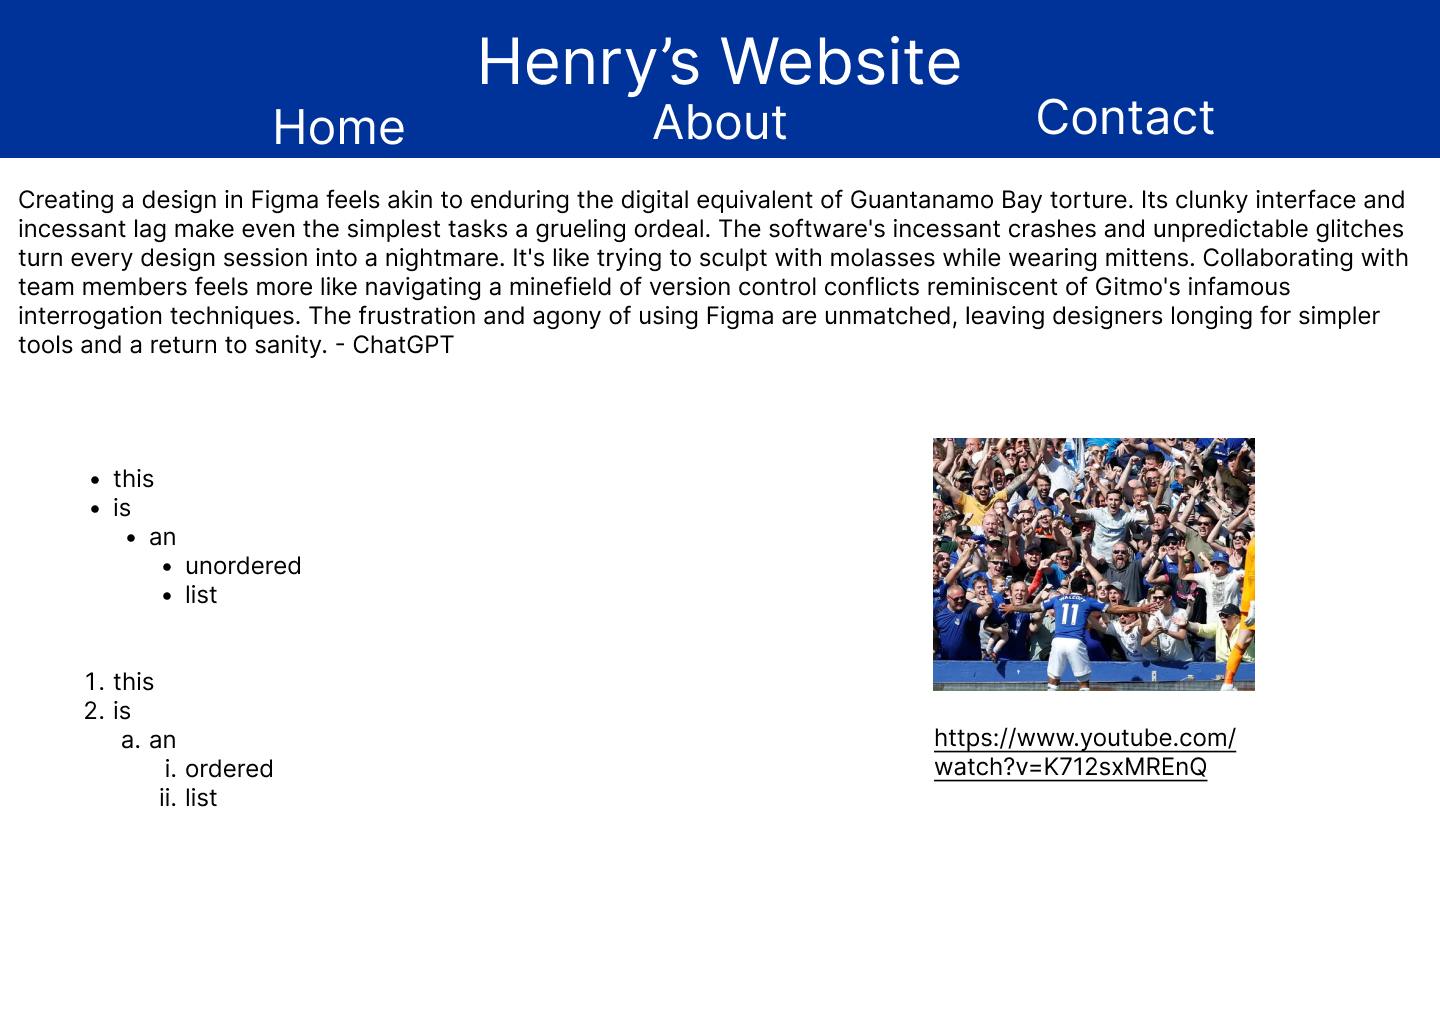 Henry’s Website
Home
About
Contact
Creating a design in Figma feels akin to enduring the digital equivalent of Guantanamo Bay torture. Its clunky interface and
incessant lag make even the simplest tasks a grueling ordeal. The software's incessant crashes and unpredictable glitches
turn every design session into a nightmare. It's like trying to sculpt with molasses while wearing mittens. Collaborating with
team members feels more like navigating a minefield of version control conflicts reminiscent of Gitmo's infamous
interrogation techniques. The frustration and agony of using Figma are unmatched, leaving designers longing for simpler
tools and a return to sanity. - ChatGPT
• this
• is
• an
• unordered
• list
1. this
2. is
a. an
i. ordered
ii. list
WALCOTT
11
https://www.youtube.com/
watch?v=K712sxMREnQ